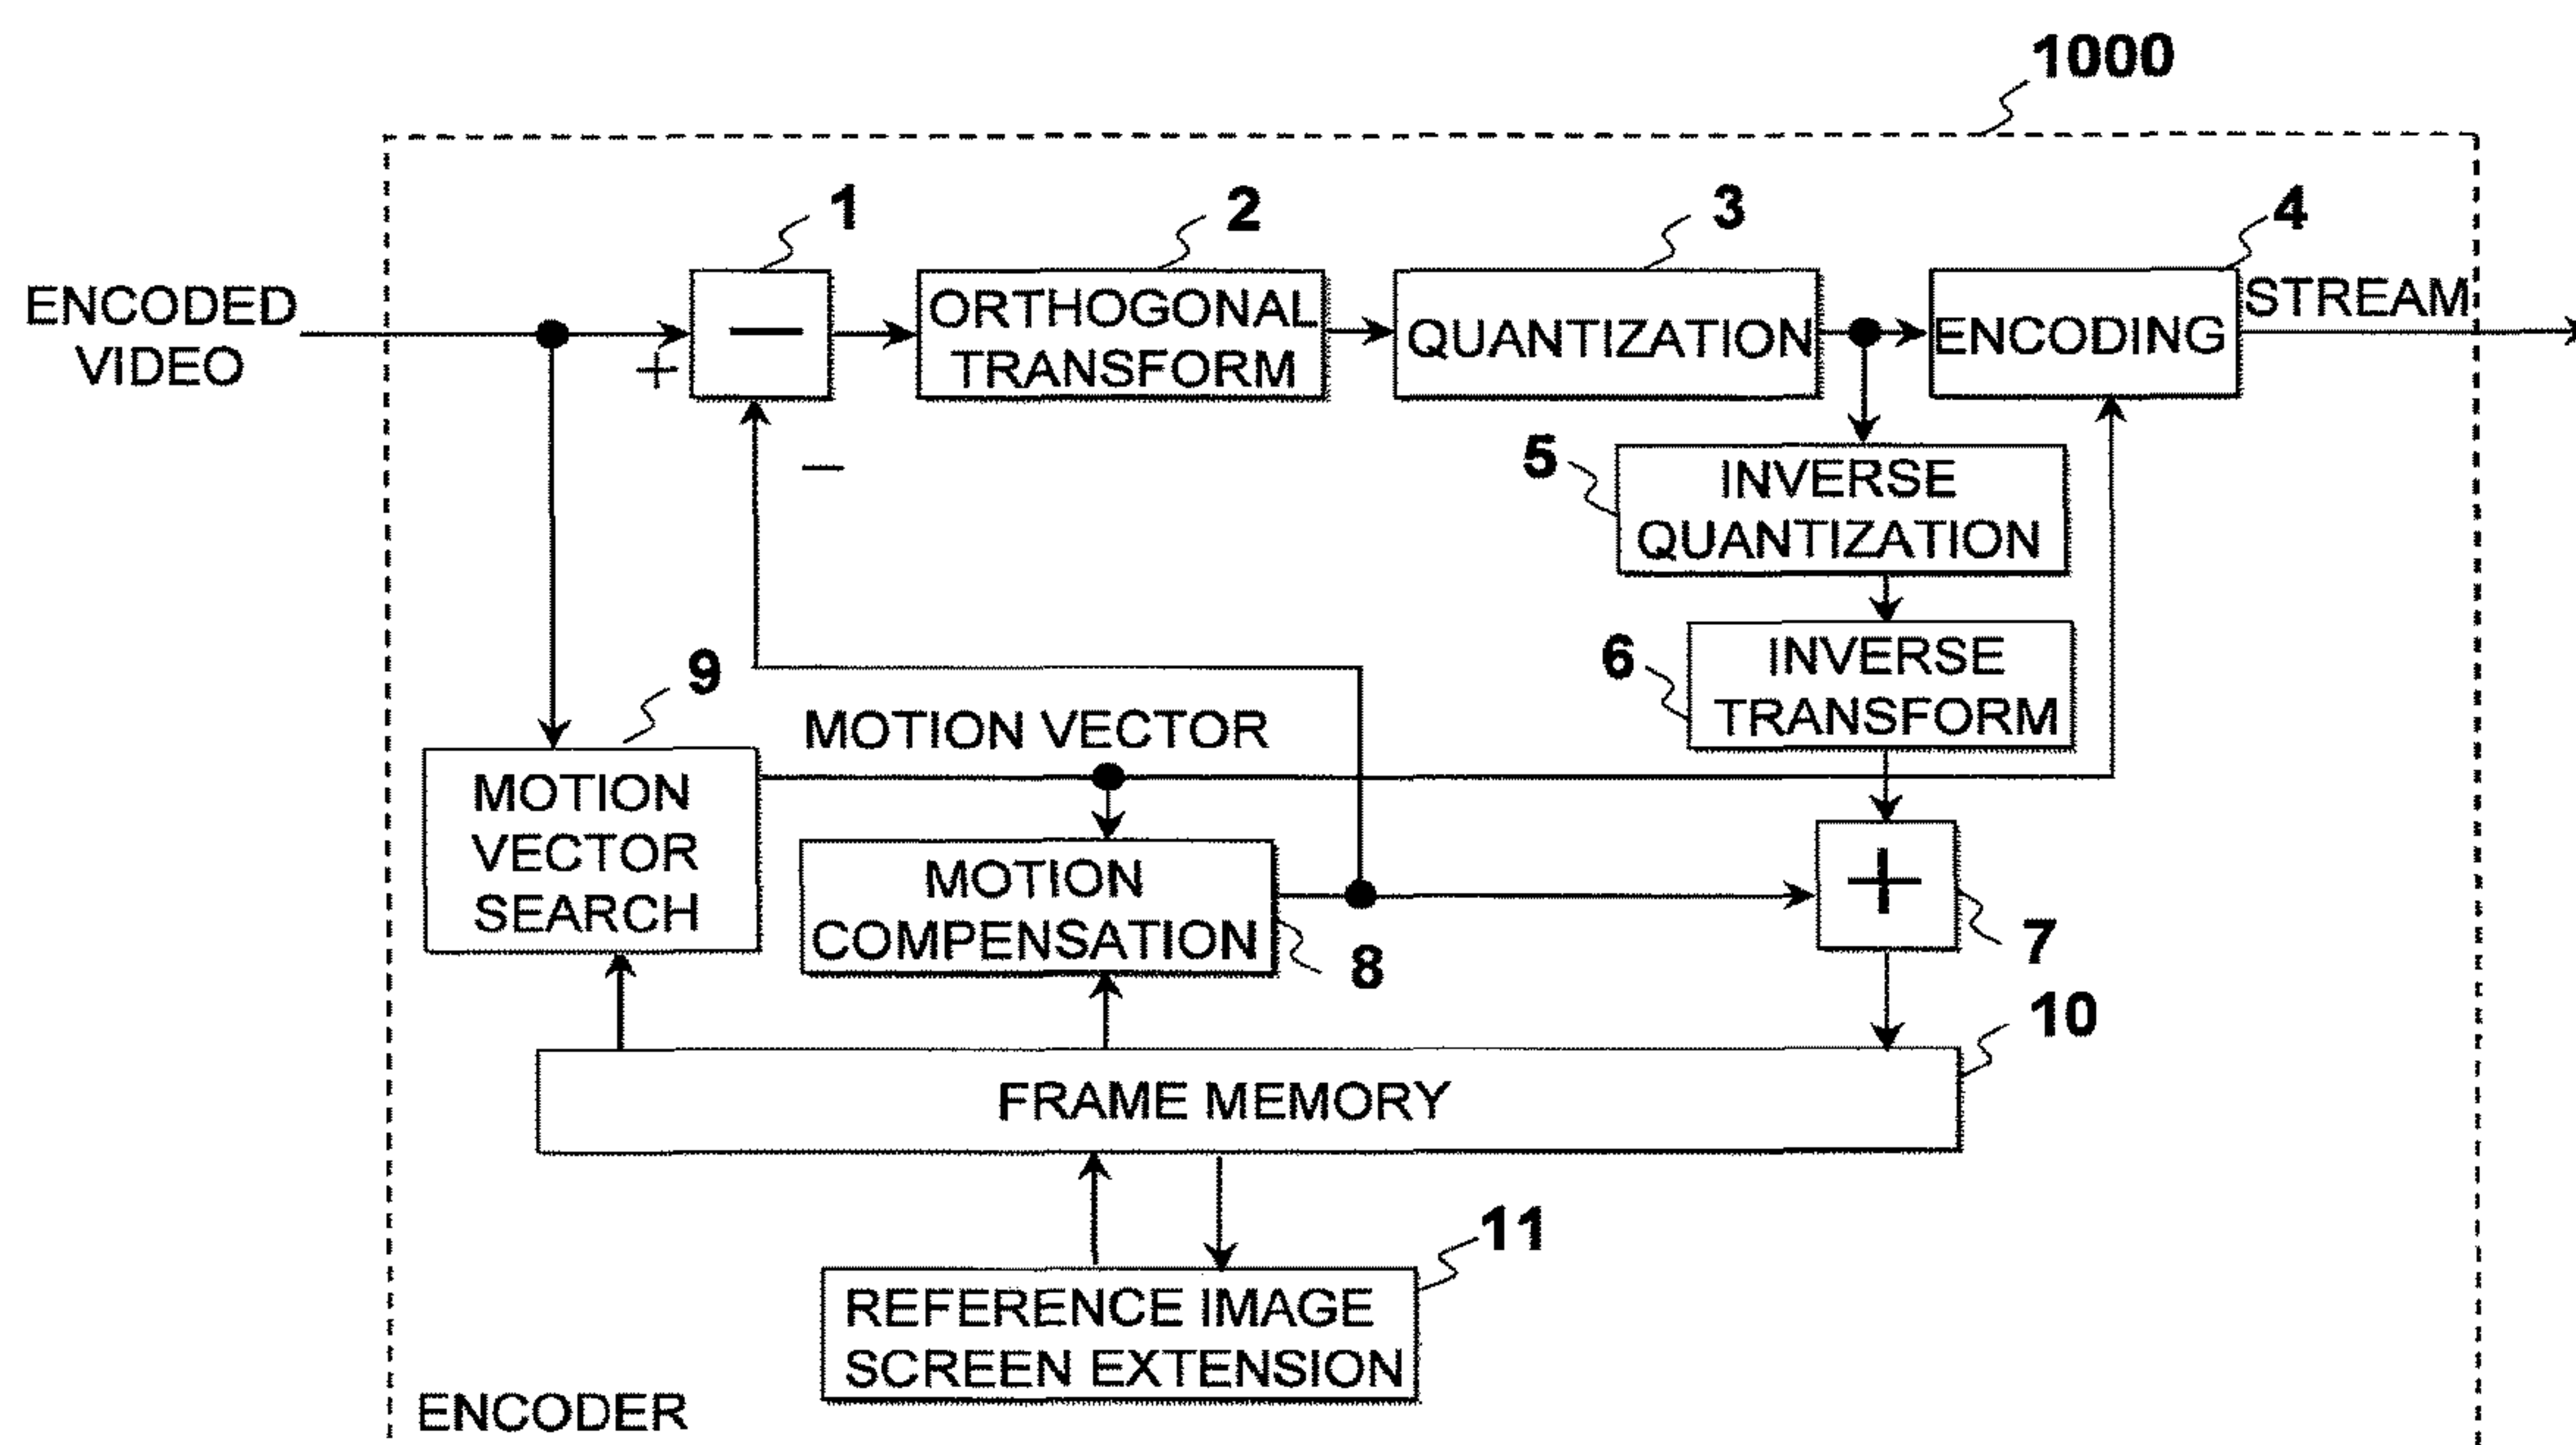 1000
1
2
3
4
ENCODED
VIDEO
+
−
ORTHOGONAL
TRANSFORM
QUANTIZATION
ENCODING
STREAM
−
5
INVERSE
QUANTIZATION
6
INVERSE
TRANSFORM
9
MOTION VECTOR
MOTION
VECTOR
SEARCH
MOTION
COMPENSATION
8
+
7
10
FRAME MEMORY
11
REFERENCE IMAGE
SCREEN EXTENSION
ENCODER